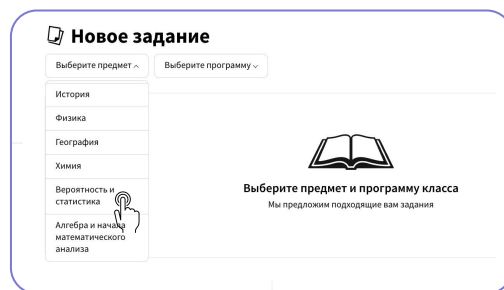 Новое задание
Выберите предмет Выберите программу
История
Физика
География
Химия
Вероятность и
статистика
Алгебра и начала
математического
анализа
Выберите предмет и программу класса
Мы предложим подходящие вам задания